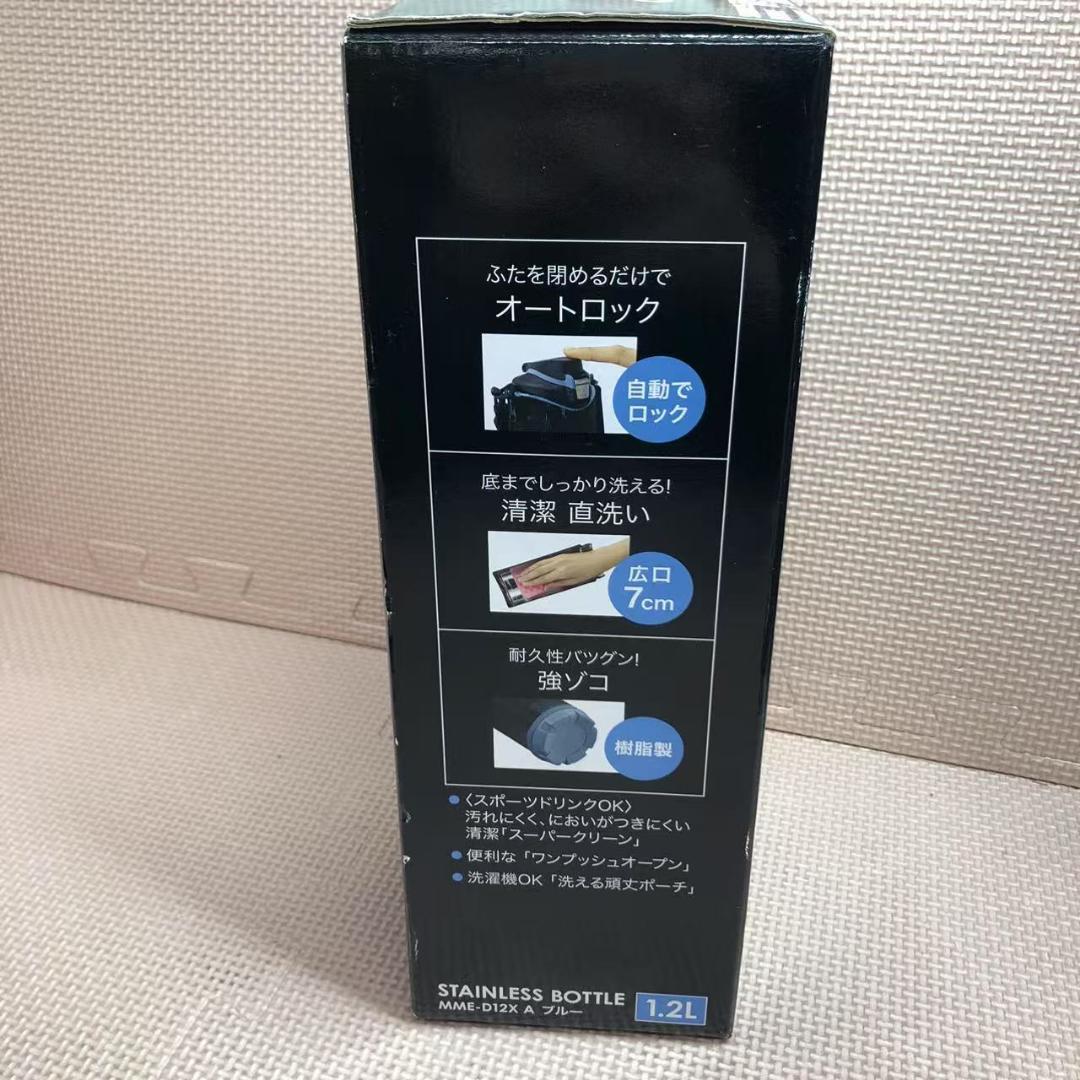 ふたを閉めるだけで
オートロック
自動で
ロック
底までしっかり洗える!
清潔 直洗い
広口
7cm
耐久性バツグン!
強ゾコ
樹脂製
●〈スポーツドリンクOK〉
汚れにくく、においがつきにくい
清潔「スーパークリーン」
●便利な「ワンプッシュオープン」
●洗濯機OK「洗える頑丈ポーチ」
STAINLESS BOTTLE
MME-D12X A ブルー
1.2L